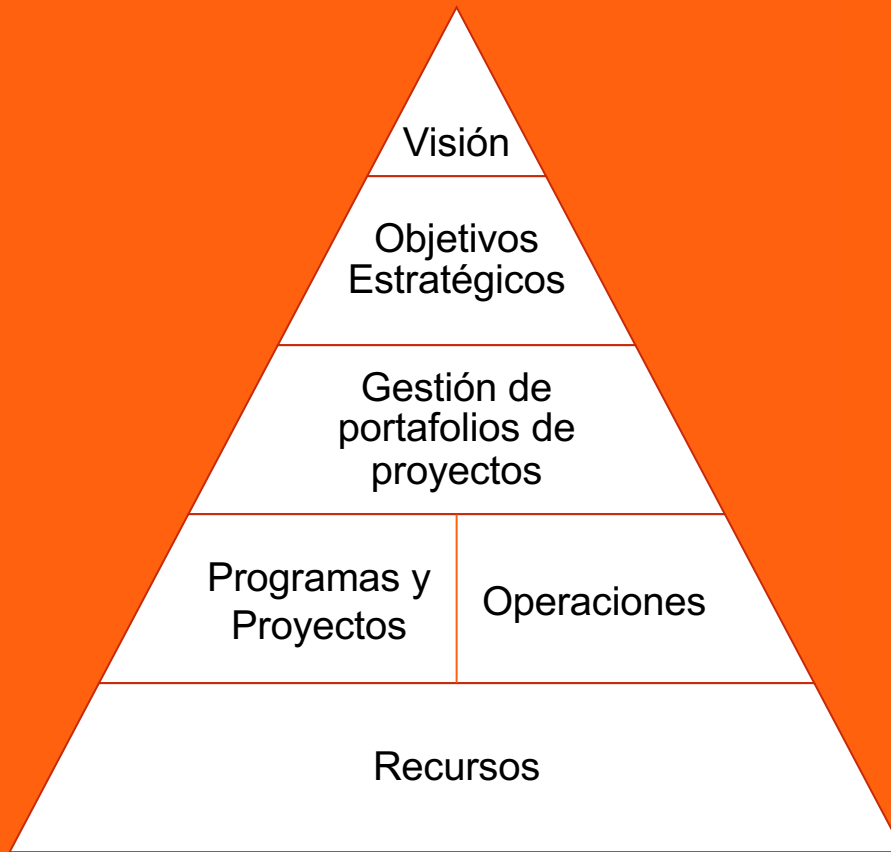 Visión
Objetivos
Estratégicos
Gestión de
portafolios de
proyectos
Programas y
Proyectos
Operaciones
Recursos